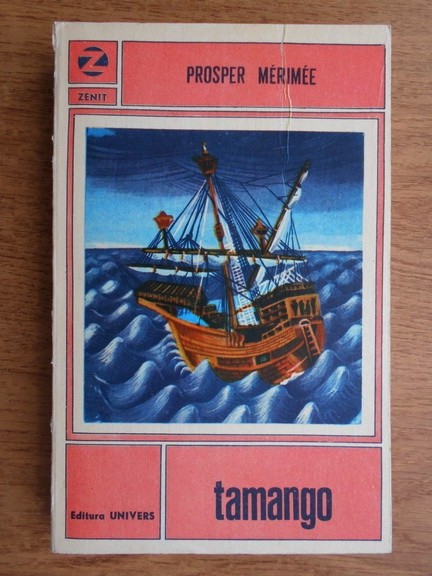 Z
ZENIT
PROSPER MÉRIMÉE
Editura UNIVERS
tamango